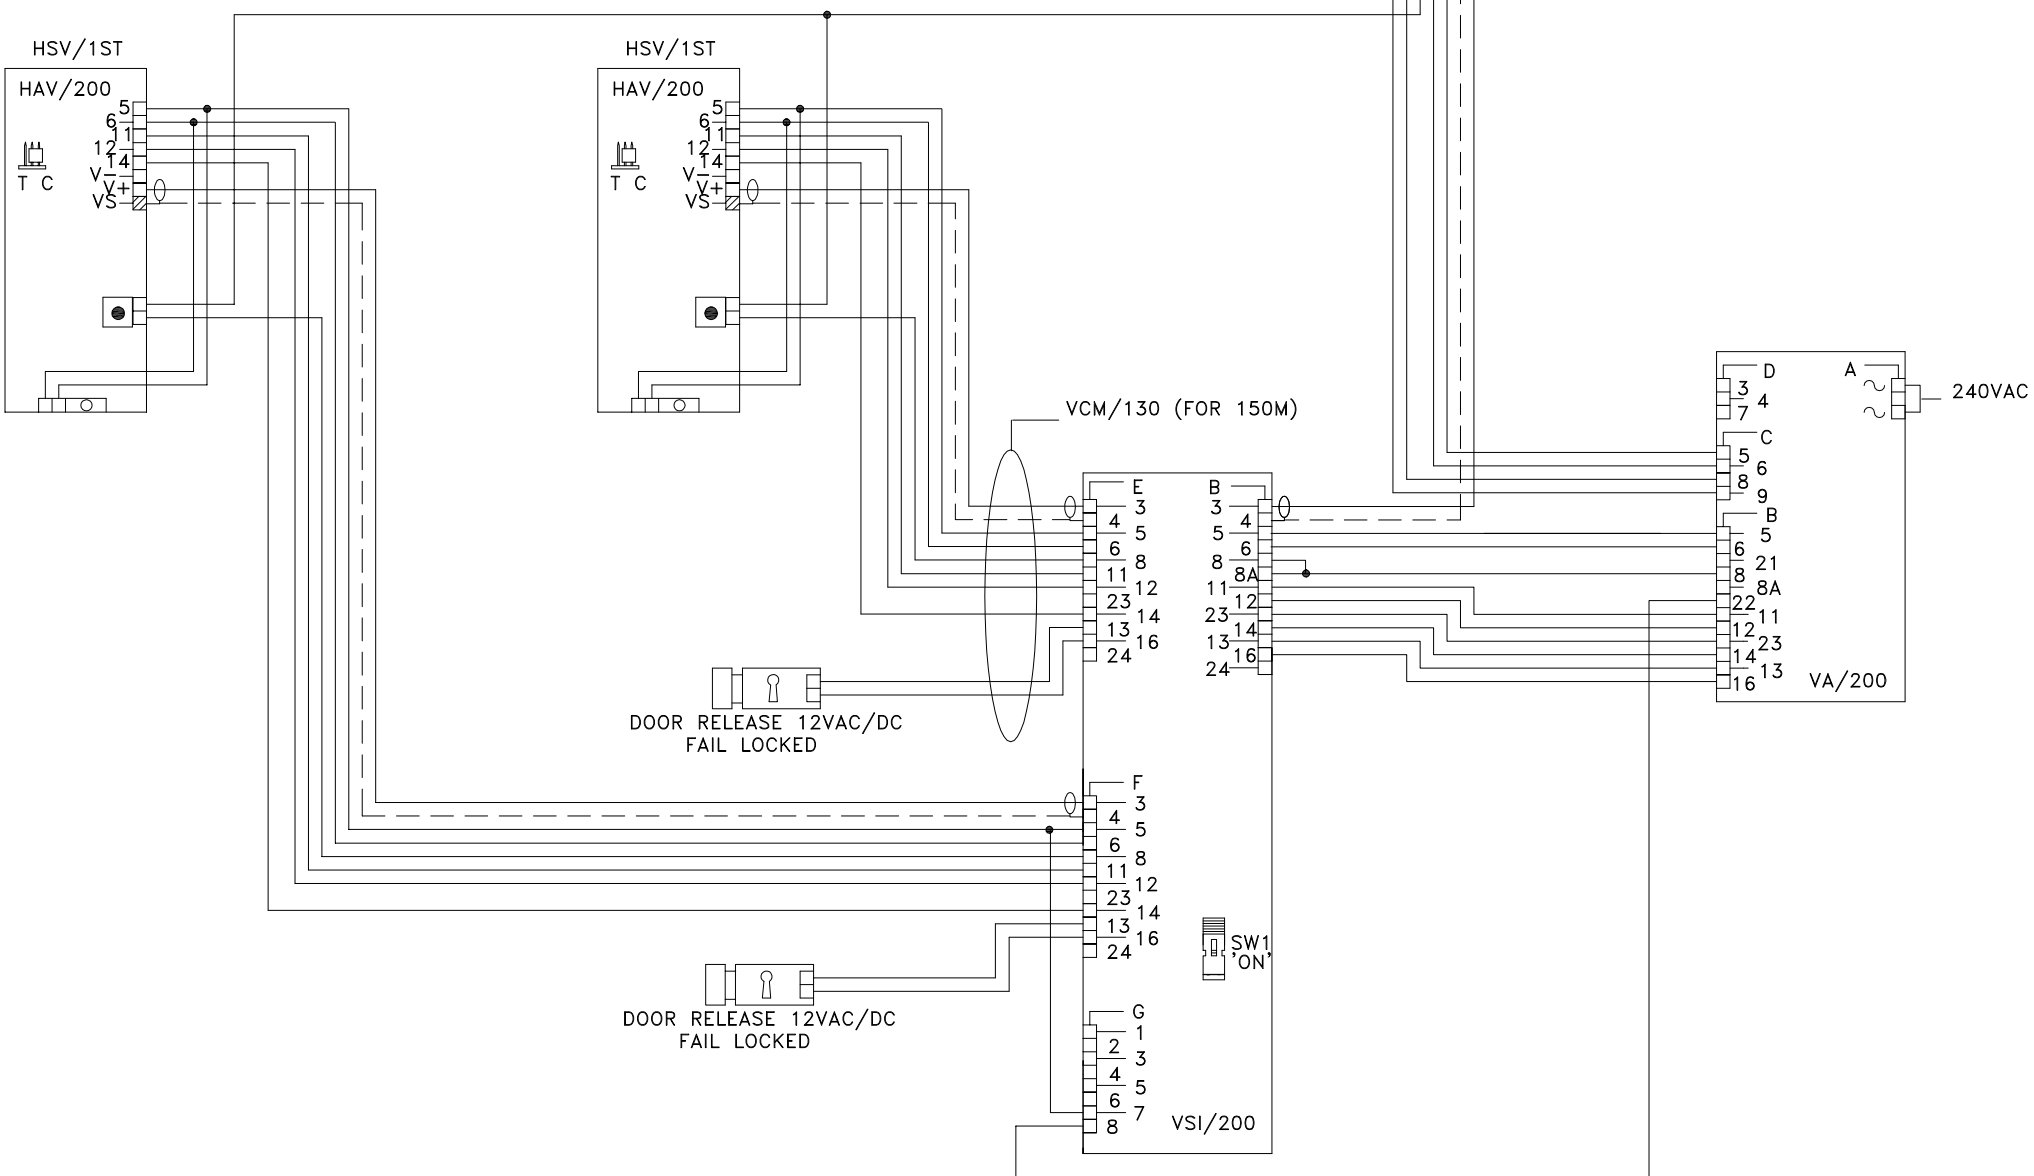 HSV/1ST
HAV/200
5
6
11
12
14
V-
V+
VS
T C
HSV/1ST
HAV/200
5
6
11
12
14
V-
V+
VS
T C
VCM/130 (FOR 150M)
E
3
4
5
6
8
11
12
23
14
13
16
24
B
3
4
5
6
8
8A
11
12
23
14
13
16
24
DOOR RELEASE 12VAC/DC
FAIL LOCKED
F
3
4
5
6
8
11
12
23
14
13
16
24
SW1
'ON'
DOOR RELEASE 12VAC/DC
FAIL LOCKED
G
1
2
3
4
5
6
7
8
VSI/200
D
3
4
7
A
240VAC
C
5
6
8
9
B
5
6
21
8
8A
22
11
12
23
14
13
16
VA/200